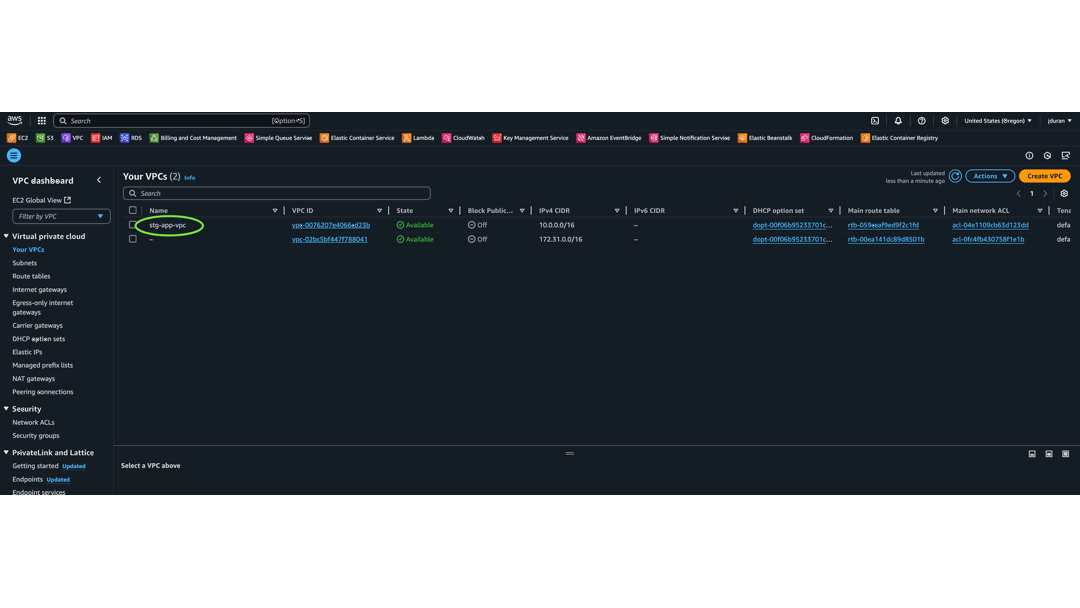 aws Search [Option+S] United States (Oregon) jduran
EC2 S3 VPC IAM RDS Billing and Cost Management Simple Queue Service Elastic Container Service Lambda CloudWatch Key Management Service Amazon EventBridge Simple Notification Service Elastic Beanstalk CloudFormation Elastic Container Registry
VPC dashboard
EC2 Global View
Filter by VPC
Virtual private cloud
Your VPCs
Subnets
Route tables
Internet gateways
Egress-only internet
gateways
Carrier gateways
DHCP option sets
Elastic IPs
Managed prefix lists
NAT gateways
Peering connections
Security
Network ACLs
Security groups
PrivateLink and Lattice
Getting started Updated
Endpoints Updated
Endpoint services
Your VPCs (2) Info
Last updated
less than a minute ago
Actions
Create VPC
Search
1
Name VPC ID State Block Public... IPv4 CIDR IPv6 CIDR DHCP option set Main route table Main network ACL Tena
stg-app-vpc Available Off 10.0.0.0/16 – dopt-00f06b95233701c... acl-04e1109cb63d123dd defa
– vpc-02bc5bf447f788041 Available Off 172.31.0.0/16 – dopt-00f06b95233701c... rtb-00ea141dc89d8501b acl-0fc4fb430758f1e1b defa
Select a VPC above